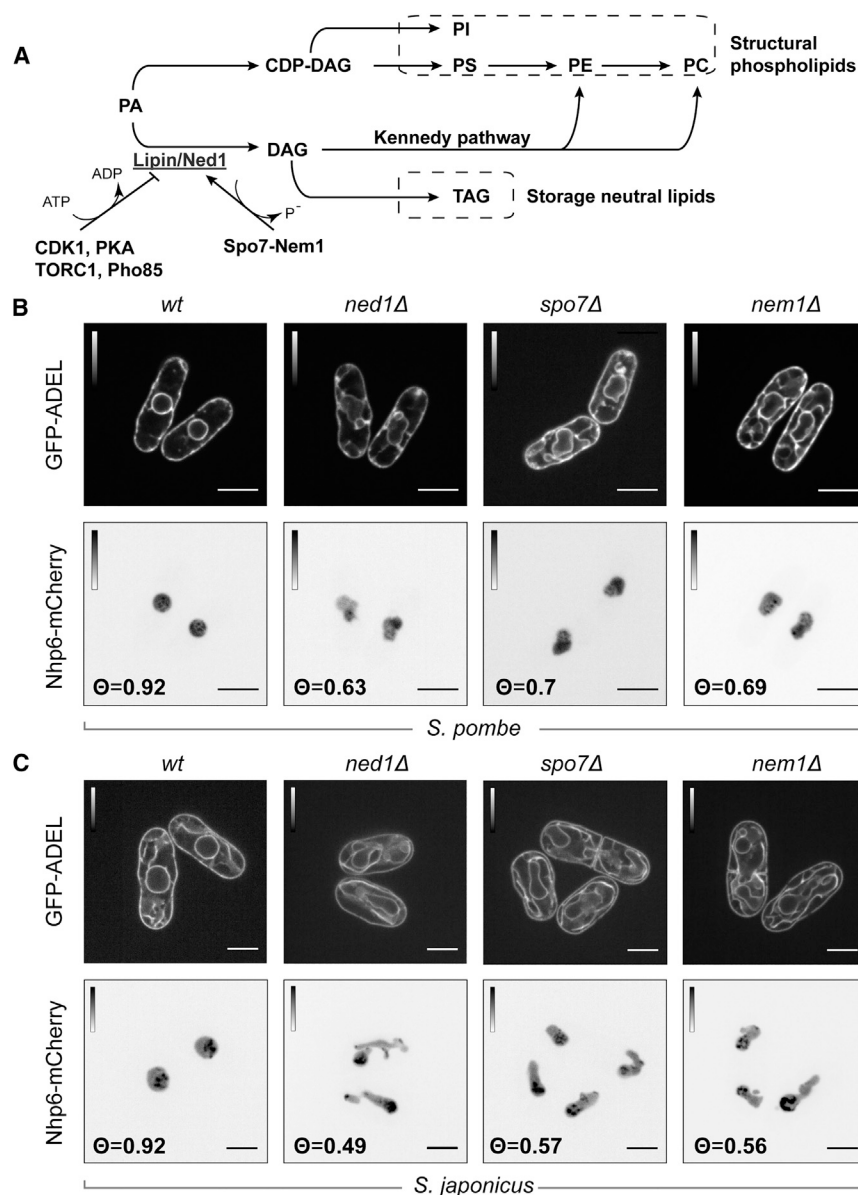 A
PI
CDP-DAG
PS
PE
PC
Structural
phospholipids
PA
Kennedy pathway
DAG
Lipin/Ned1
ADP
ATP
P⁻
TAG
Storage neutral lipids
CDK1, PKA
TORC1, Pho85
Spo7-Nem1
B
wt
ned1Δ
spo7Δ
nem1Δ
GFP-ADEL
Nhp6-mCherry
Θ=0.92
Θ=0.63
Θ=0.7
Θ=0.69
S. pombe
C
wt
ned1Δ
spo7Δ
nem1Δ
GFP-ADEL
Nhp6-mCherry
Θ=0.92
Θ=0.49
Θ=0.57
Θ=0.56
S. japonicus